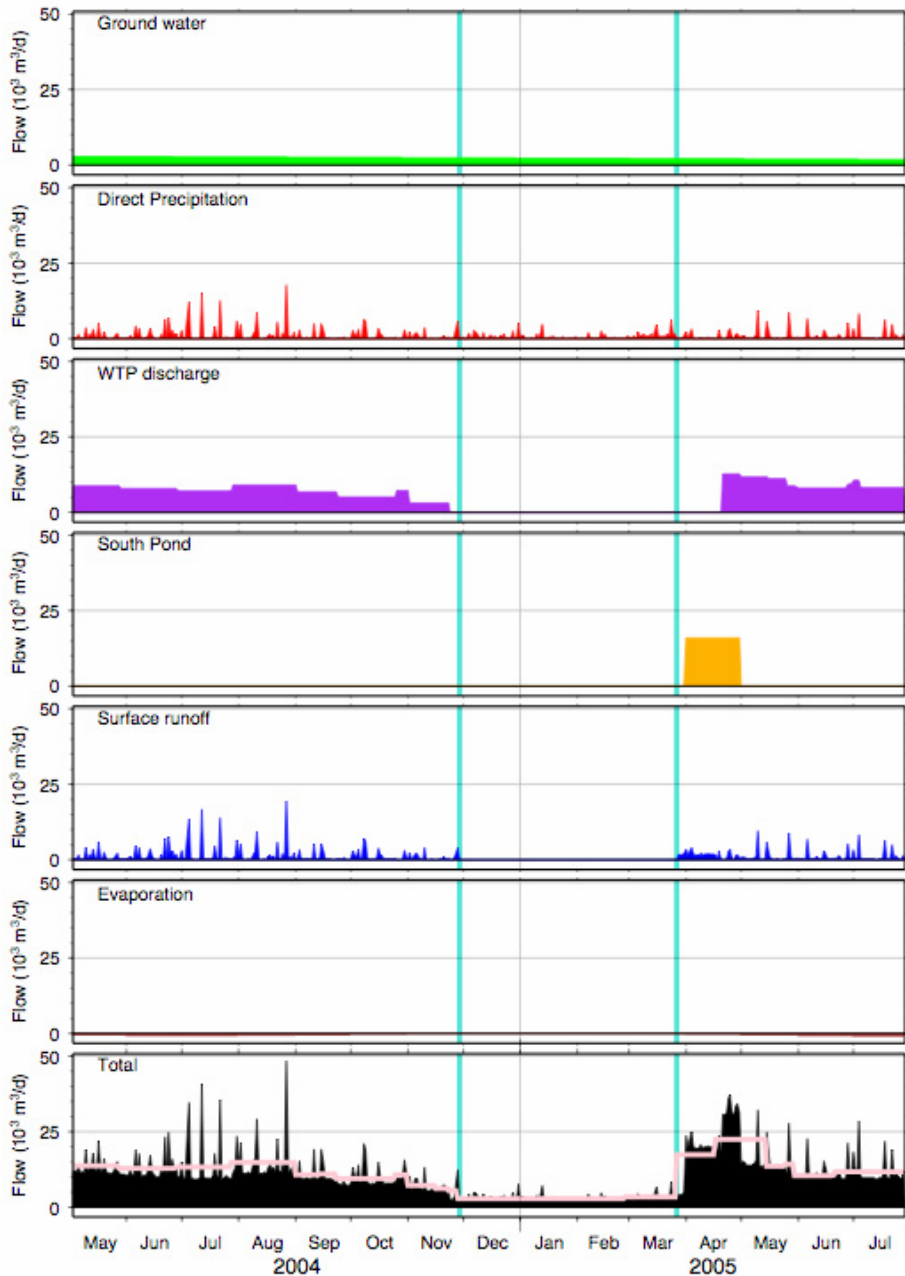 50
Ground water
25
0
Flow (10³ m³/d)
50
Direct Precipitation
25
0
Flow (10³ m³/d)
50
WTP discharge
25
0
Flow (10³ m³/d)
50
South Pond
25
0
Flow (10³ m³/d)
50
Surface runoff
25
0
Flow (10³ m³/d)
50
Evaporation
25
0
Flow (10³ m³/d)
50
Total
25
0
Flow (10³ m³/d)
May Jun Jul Aug Sep Oct Nov Dec Jan Feb Mar Apr May Jun Jul
2004 2005